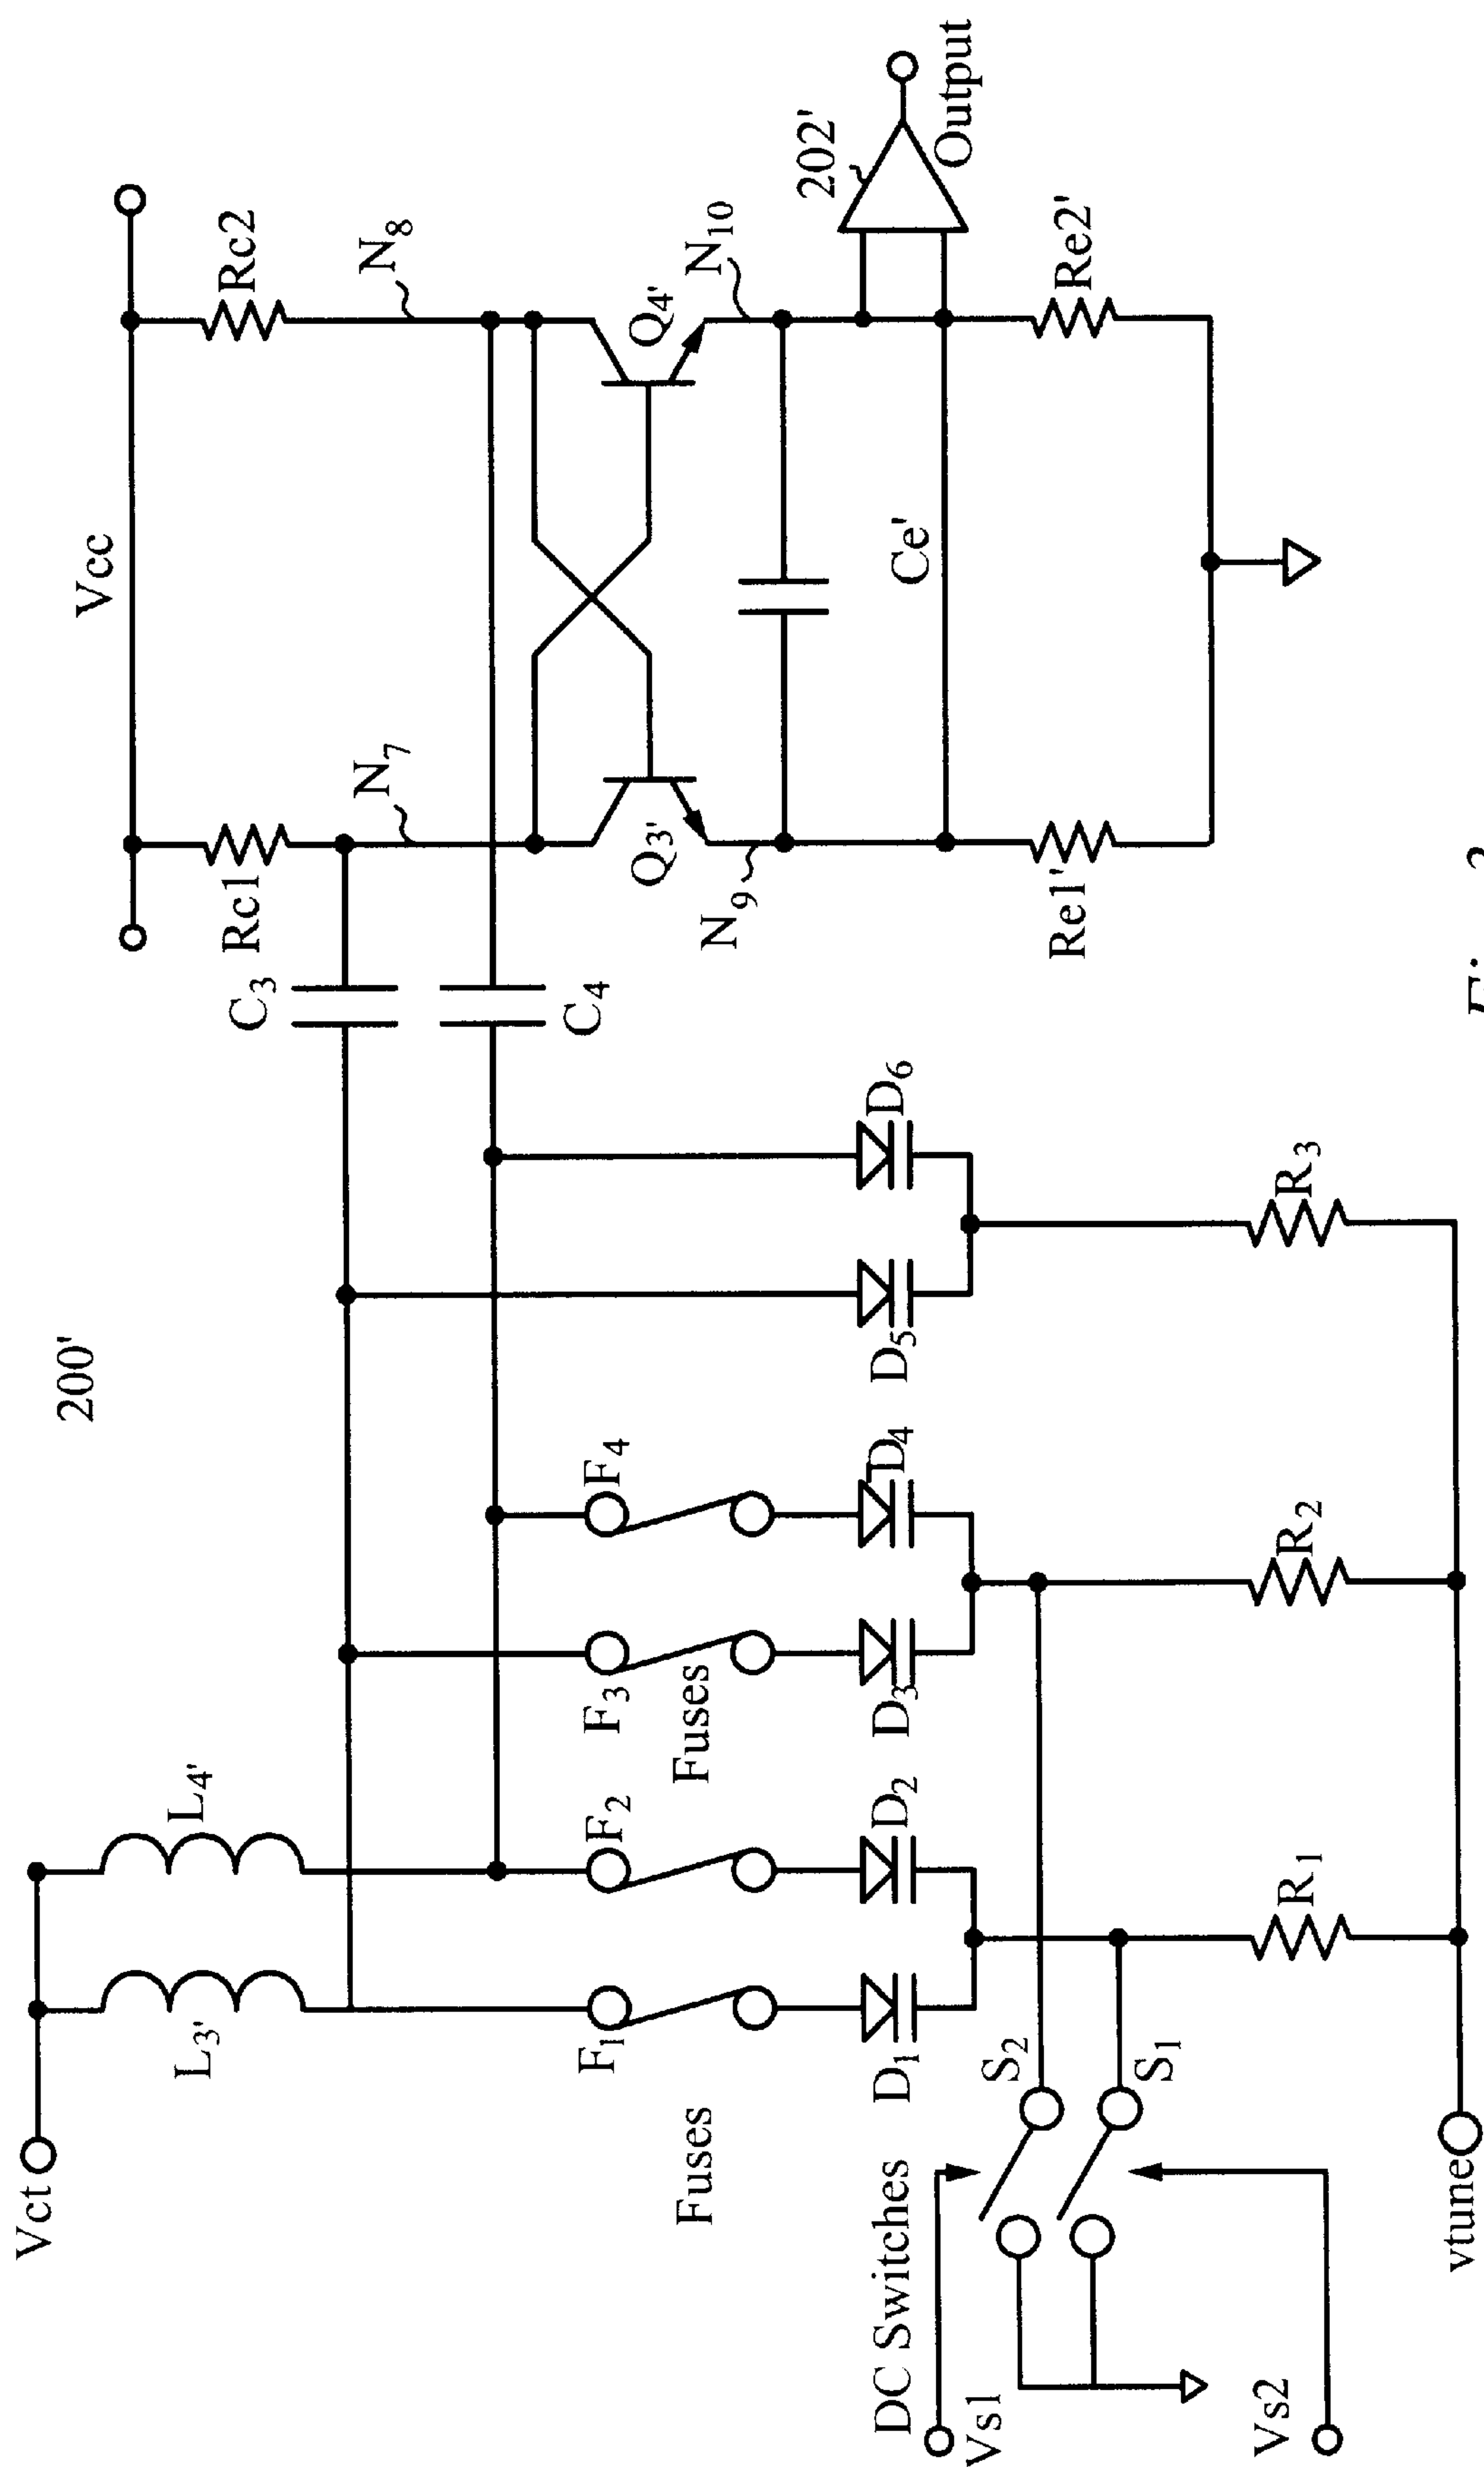 200'
Vct
L3'
L4'
Vcc
Rc1
Rc2
C3
C4
N7
N8
F1
F2
F3
F4
Fuses
Fuses
Q3'
Q4'
N9
N10
202'
Output
D1
D2
D3
D4
D5
D6
Ce'
DC Switches
S2
S1
Vs1
Vs2
R1
R2
R3
Re1'
Re2'
vtune